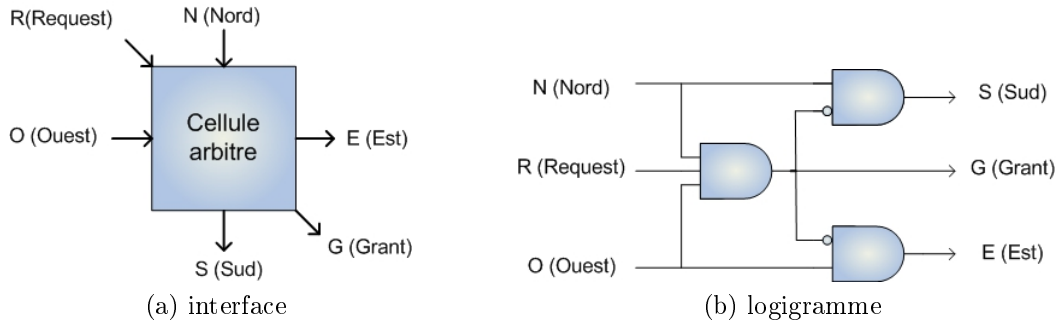 R(Request)
N (Nord)
O (Ouest)
Cellule
arbitre
E (Est)
G (Grant)
S (Sud)
(a) interface
N (Nord)
S (Sud)
R (Request)
G (Grant)
O (Ouest)
E (Est)
(b) logigramme